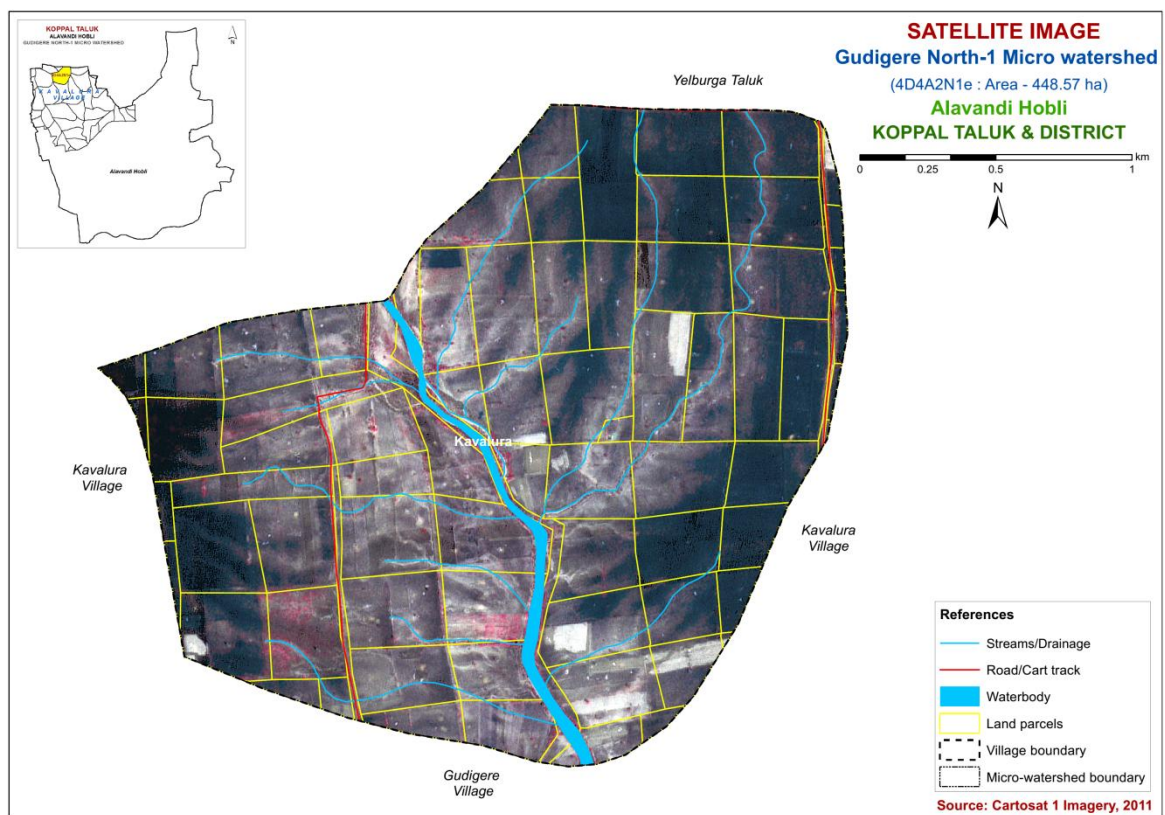 KOPPAL TALUK
ALAVANDI HOBLI
GUDIGERE NORTH-1 MICRO WATERSHED
N
KAVALURA
VILLAGE
Alavandi Hobli
SATELLITE IMAGE
Gudigere North-1 Micro watershed
(4D4A2N1e : Area - 448.57 ha)
Alavandi Hobli
KOPPAL TALUK & DISTRICT
km
0 0.25 0.5 1
N
Yelburga Taluk
Kavalura
Kavalura
Village
Kavalura
Village
Gudigere
Village
References
Streams/Drainage
Road/Cart track
Waterbody
Land parcels
Village boundary
Micro-watershed boundary
Source: Cartosat 1 Imagery, 2011